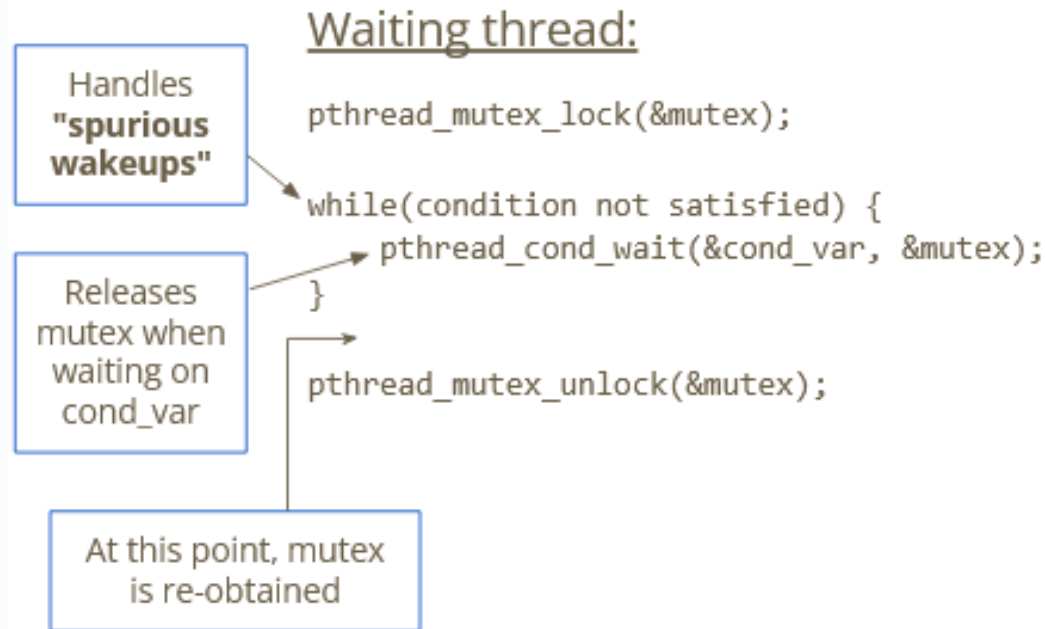 Waiting thread:
Handles
"spurious
wakeups"
pthread_mutex_lock(&mutex);
while(condition not satisfied) {
pthread_cond_wait(&cond_var, &mutex);
}
Releases
mutex when
waiting on
cond_var
pthread_mutex_unlock(&mutex);
At this point, mutex
is re-obtained